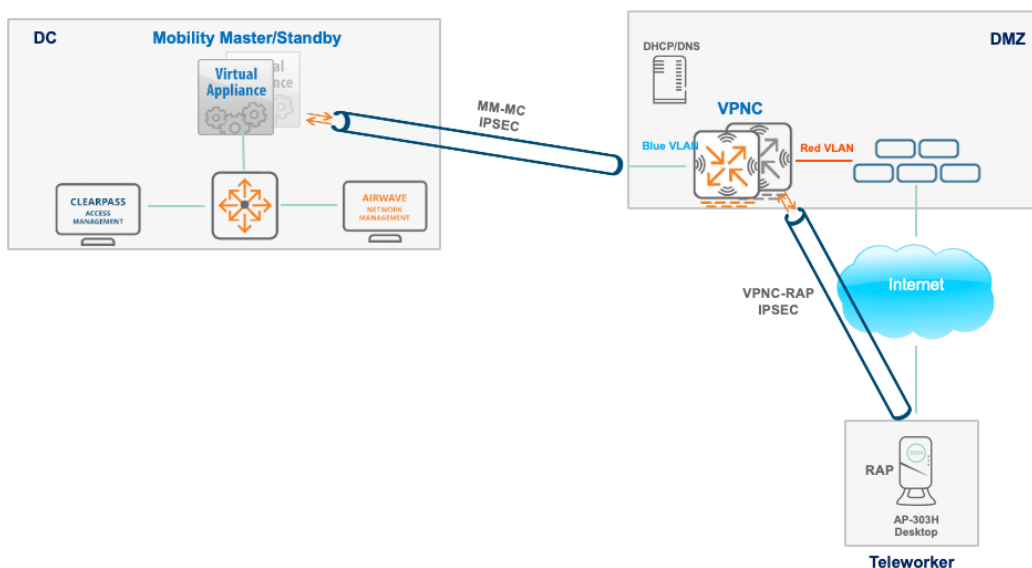 DC
Mobility Master/Standby
Virtual
Appliance
CLEARPASS
ACCESS
MANAGEMENT
AIRWAVE
NETWORK
MANAGEMENT
MM-MC
IPSEC
DMZ
DHCP/DNS
VPNC
Blue VLAN
Red VLAN
VPNC-RAP
IPSEC
Internet
RAP
303H
AP-303H
Desktop
Teleworker